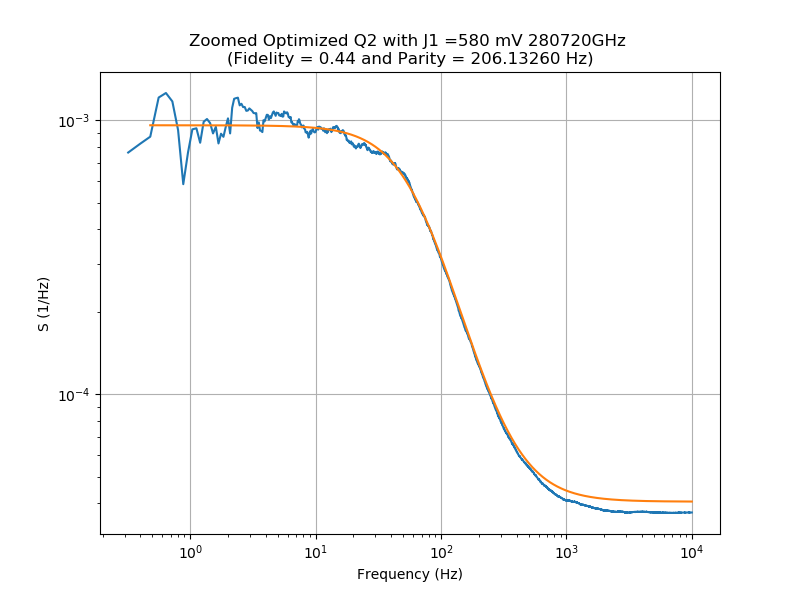 Zoomed Optimized Q2 with J1 =580 mV 280720GHz
(Fidelity = 0.44 and Parity = 206.13260 Hz)
S (1/Hz)
10⁻³
10⁻⁴
10⁰ 10¹ 10² 10³ 10⁴
Frequency (Hz)